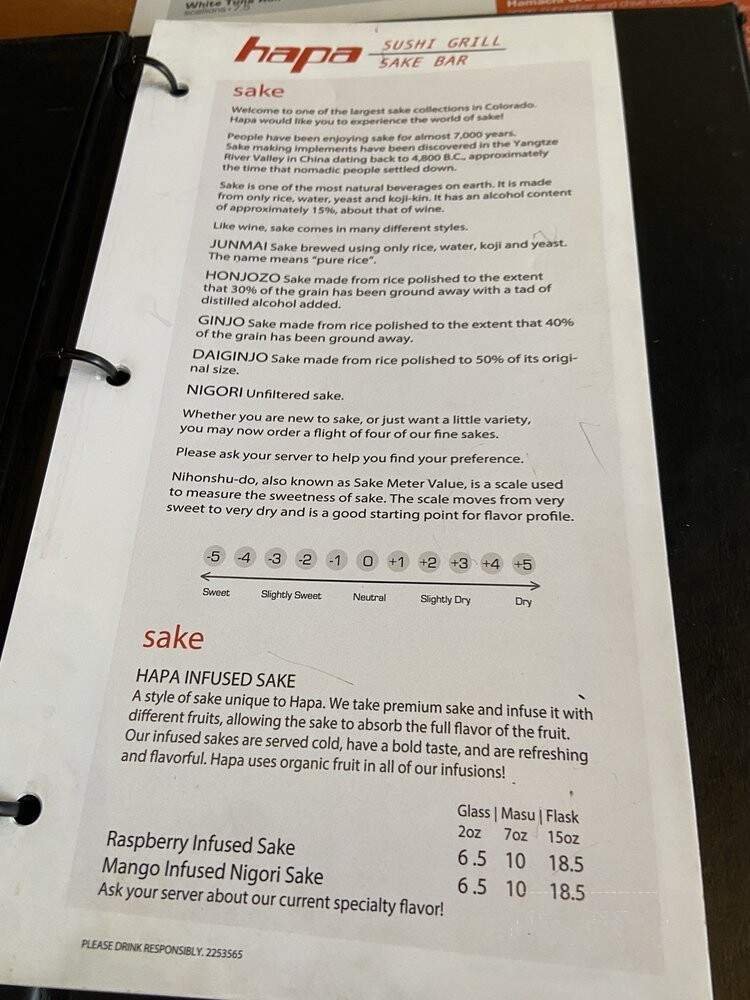 White Tuna
scallions • 7.5
Hamachi
hapa SUSHI GRILL
SAKE BAR
sake
Welcome to one of the largest sake collections in Colorado.
Hapa would like you to experience the world of sake!
People have been enjoying sake for almost 7,000 years.
Sake making implements have been discovered in the Yangtze
River Valley in China dating back to 4,800 B.C., approximately
the time that nomadic people settled down.
Sake is one of the most natural beverages on earth. It is made
from only rice, water, yeast and koji-kin. It has an alcohol content
of approximately 15%, about that of wine.
Like wine, sake comes in many different styles.
JUNMAI Sake brewed using only rice, water, koji and yeast.
The name means "pure rice".
HONJOZO Sake made from rice polished to the extent
that 30% of the grain has been ground away with a tad of
distilled alcohol added.
GINJO Sake made from rice polished to the extent that 40%
of the grain has been ground away.
DAIGINJO Sake made from rice polished to 50% of its origi-
nal size.
NIGORI Unfiltered sake.
Whether you are new to sake, or just want a little variety,
you may now order a flight of four of our fine sakes.
Please ask your server to help you find your preference.
Nihonshu-do, also known as Sake Meter Value, is a scale used
to measure the sweetness of sake. The scale moves from very
sweet to very dry and is a good starting point for flavor profile.
-5 -4 -3 -2 -1 0 +1 +2 +3 +4 +5
Sweet Slightly Sweet Neutral Slightly Dry Dry
sake
HAPA INFUSED SAKE
A style of sake unique to Hapa. We take premium sake and infuse it with
different fruits, allowing the sake to absorb the full flavor of the fruit.
Our infused sakes are served cold, have a bold taste, and are refreshing
and flavorful. Hapa uses organic fruit in all of our infusions!
Glass | Masu | Flask
2oz 7oz 15oz
Raspberry Infused Sake 6.5 10 18.5
Mango Infused Nigori Sake 6.5 10 18.5
Ask your server about our current specialty flavor!
PLEASE DRINK RESPONSIBLY. 2253565